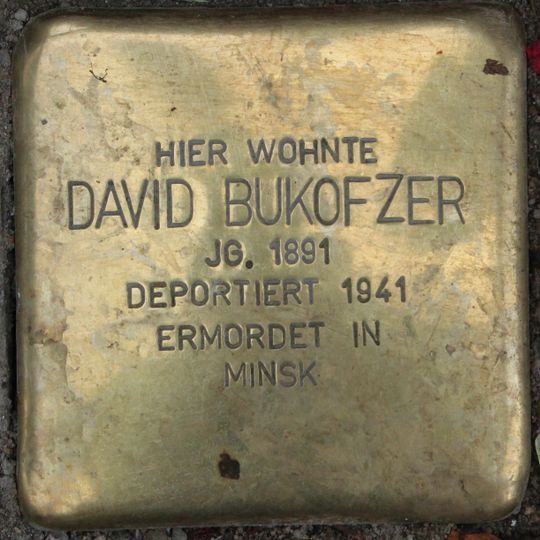 HIER WOHNTE
DAVID BUKOFZER
JG. 1891
DEPORTIERT 1941
ERMORDET IN
MINSK